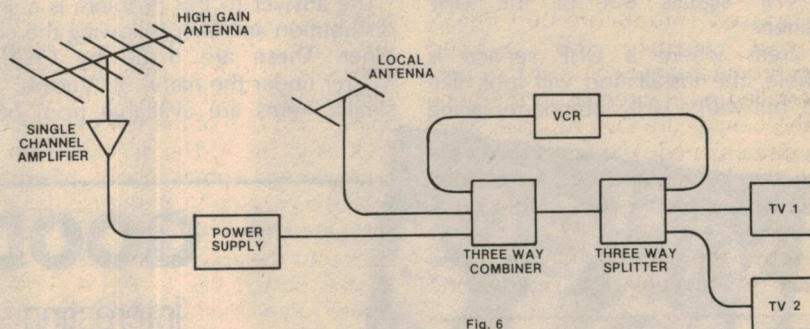 HIGH GAIN
ANTENNA
LOCAL
ANTENNA
SINGLE
CHANNEL
AMPLIFIER
VCR
POWER
SUPPLY
THREE WAY
COMBINER
THREE WAY
SPLITTER
TV 1
TV 2
Fig. 6